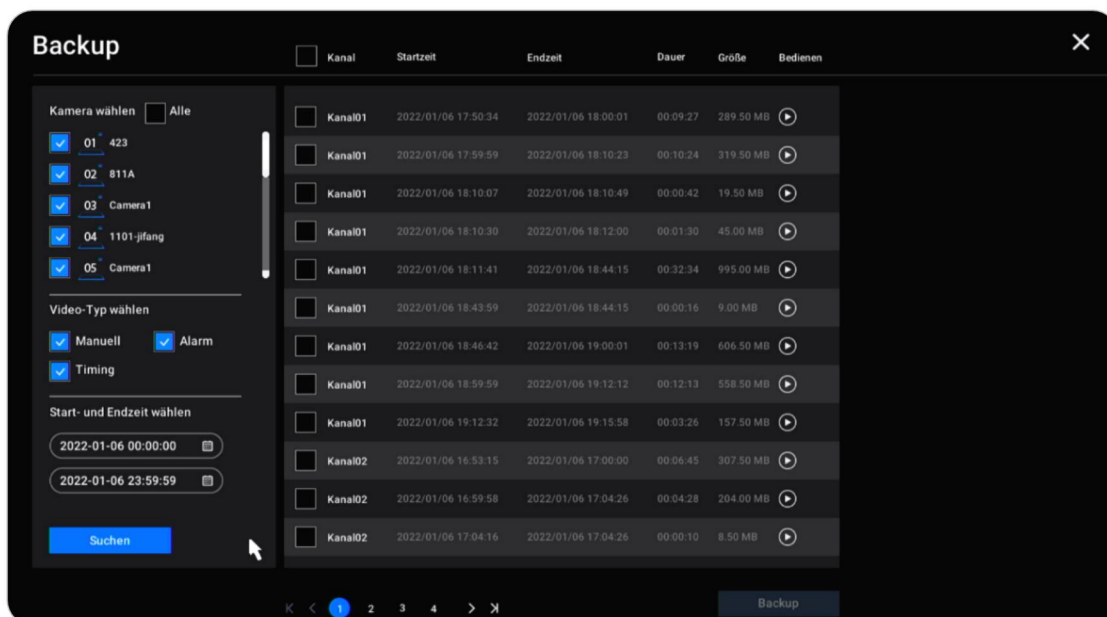 Backup
Kanal Startzeit Endzeit Dauer Größe Bedienen
Kamera wählen Alle
01 423
02 811A
03 Camera1
04 1101-jifang
05 Camera1
Video-Typ wählen
Manuell Alarm
Timing
Start- und Endzeit wählen
2022-01-06 00:00:00
2022-01-06 23:59:59
Suchen
Kanal01 2022/01/06 17:50:34 2022/01/06 18:00:01 00:09:27 289.50 MB
Kanal01 2022/01/06 17:59:59 2022/01/06 18:10:23 00:10:24 319.50 MB
Kanal01 2022/01/06 18:10:07 2022/01/06 18:10:49 00:00:42 19.50 MB
Kanal01 2022/01/06 18:10:30 2022/01/06 18:12:00 00:01:30 45.00 MB
Kanal01 2022/01/06 18:11:41 2022/01/06 18:44:15 00:32:34 995.00 MB
Kanal01 2022/01/06 18:43:59 2022/01/06 18:44:15 00:00:16 9.00 MB
Kanal01 2022/01/06 18:46:42 2022/01/06 19:00:01 00:13:19 606.50 MB
Kanal01 2022/01/06 18:59:59 2022/01/06 19:12:12 00:12:13 558.50 MB
Kanal01 2022/01/06 19:12:32 2022/01/06 19:15:58 00:03:26 157.50 MB
Kanal02 2022/01/06 16:53:15 2022/01/06 17:00:00 00:06:45 307.50 MB
Kanal02 2022/01/06 16:59:58 2022/01/06 17:04:26 00:04:28 204.00 MB
Kanal02 2022/01/06 17:04:16 2022/01/06 17:04:26 00:00:10 8.50 MB
1 2 3 4
Backup